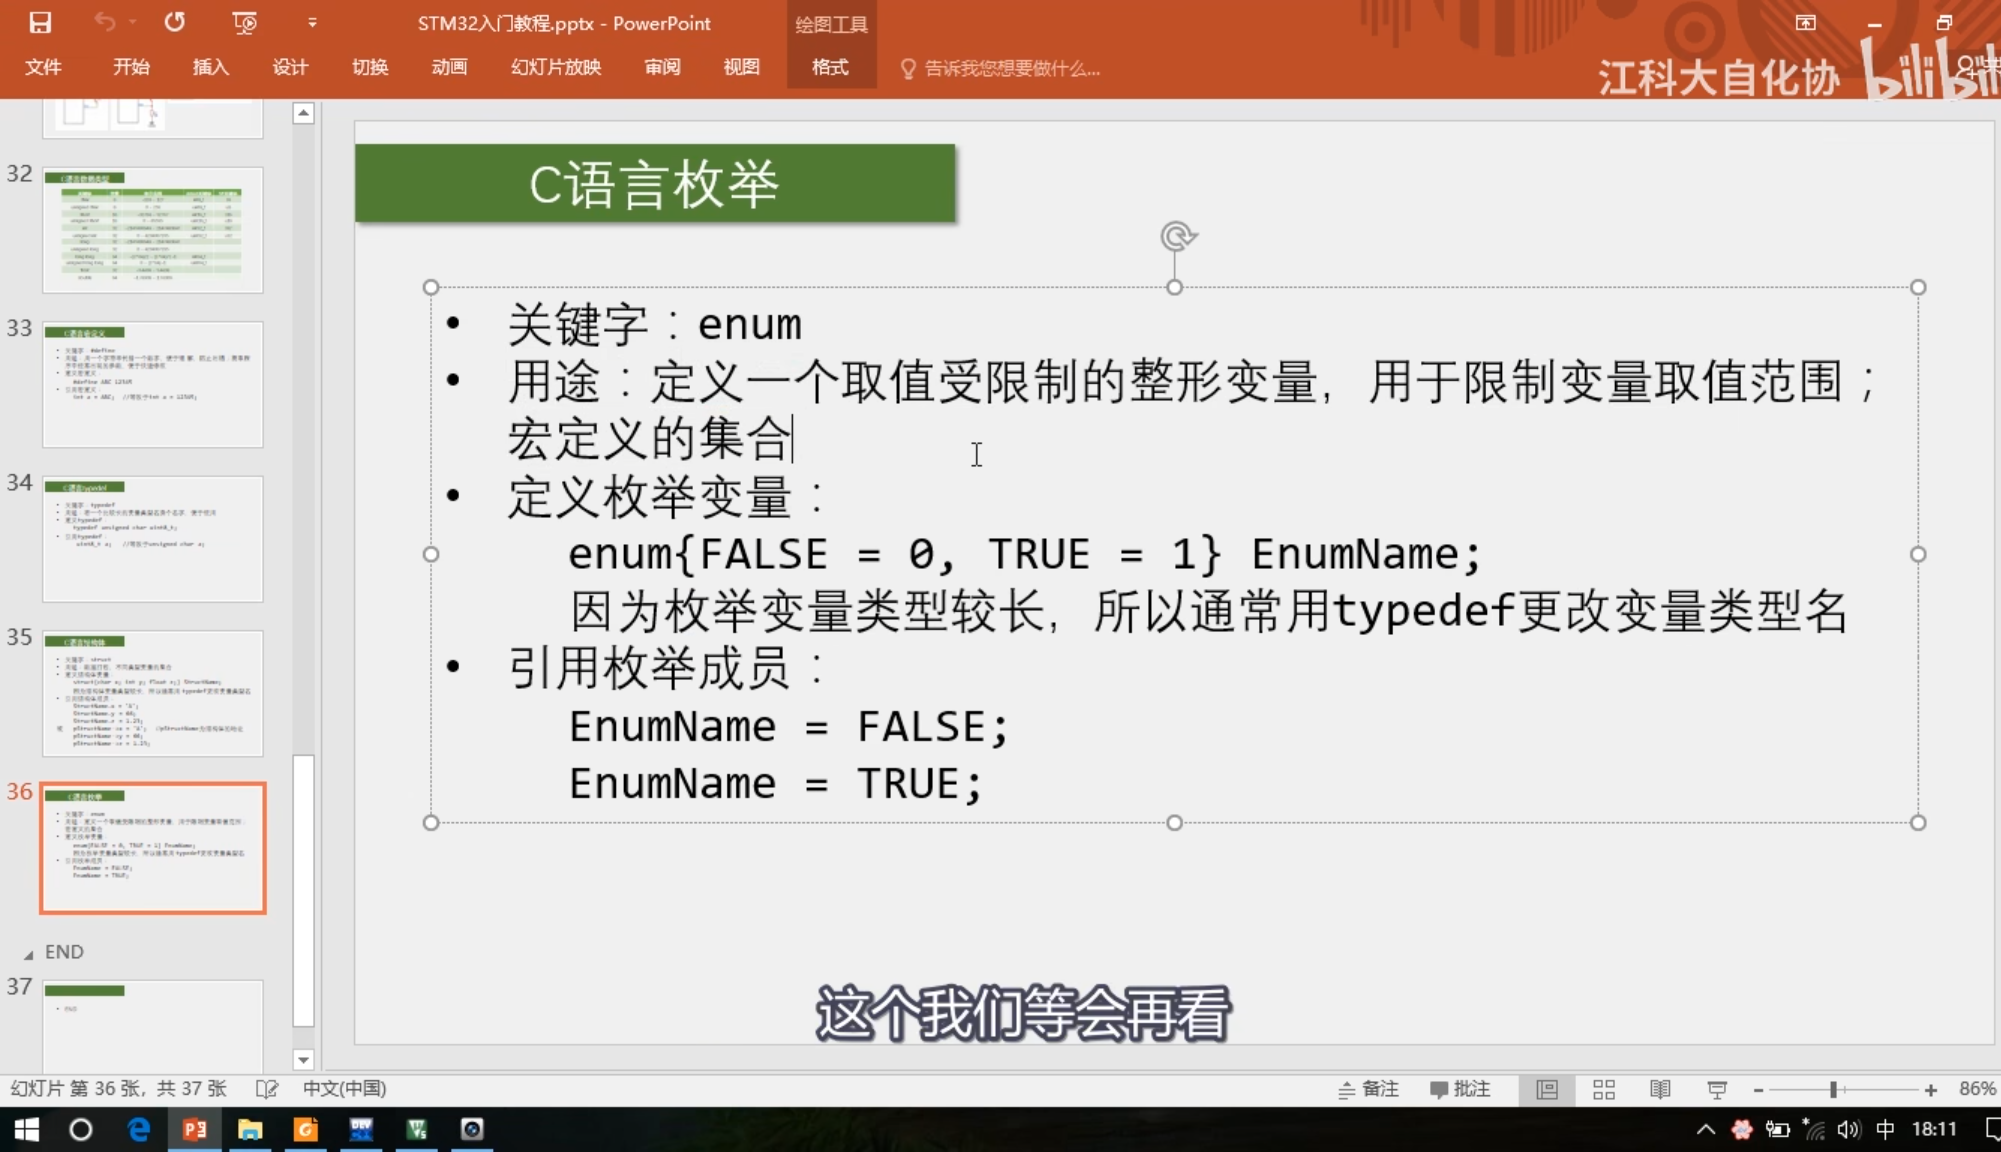 STM32入门教程.pptx - PowerPoint
绘图工具
文件
开始
插入
设计
切换
动画
幻灯片放映
审阅
视图
格式
告诉我您想要做什么...
江科大自化协
bilibili
32
33
34
35
36
END
37
C语言枚举
• 关键字：enum
• 用途：定义一个取值受限制的整形变量，用于限制变量取值范围；
宏定义的集合
• 定义枚举变量：
enum{FALSE = 0, TRUE = 1} EnumName;
因为枚举变量类型较长，所以通常用typedef更改变量类型名
• 引用枚举成员：
EnumName = FALSE;
EnumName = TRUE;
这个我们等会再看
幻灯片 第 36 张，共 37 张
中文(中国)
备注
批注
86%
中
18:11